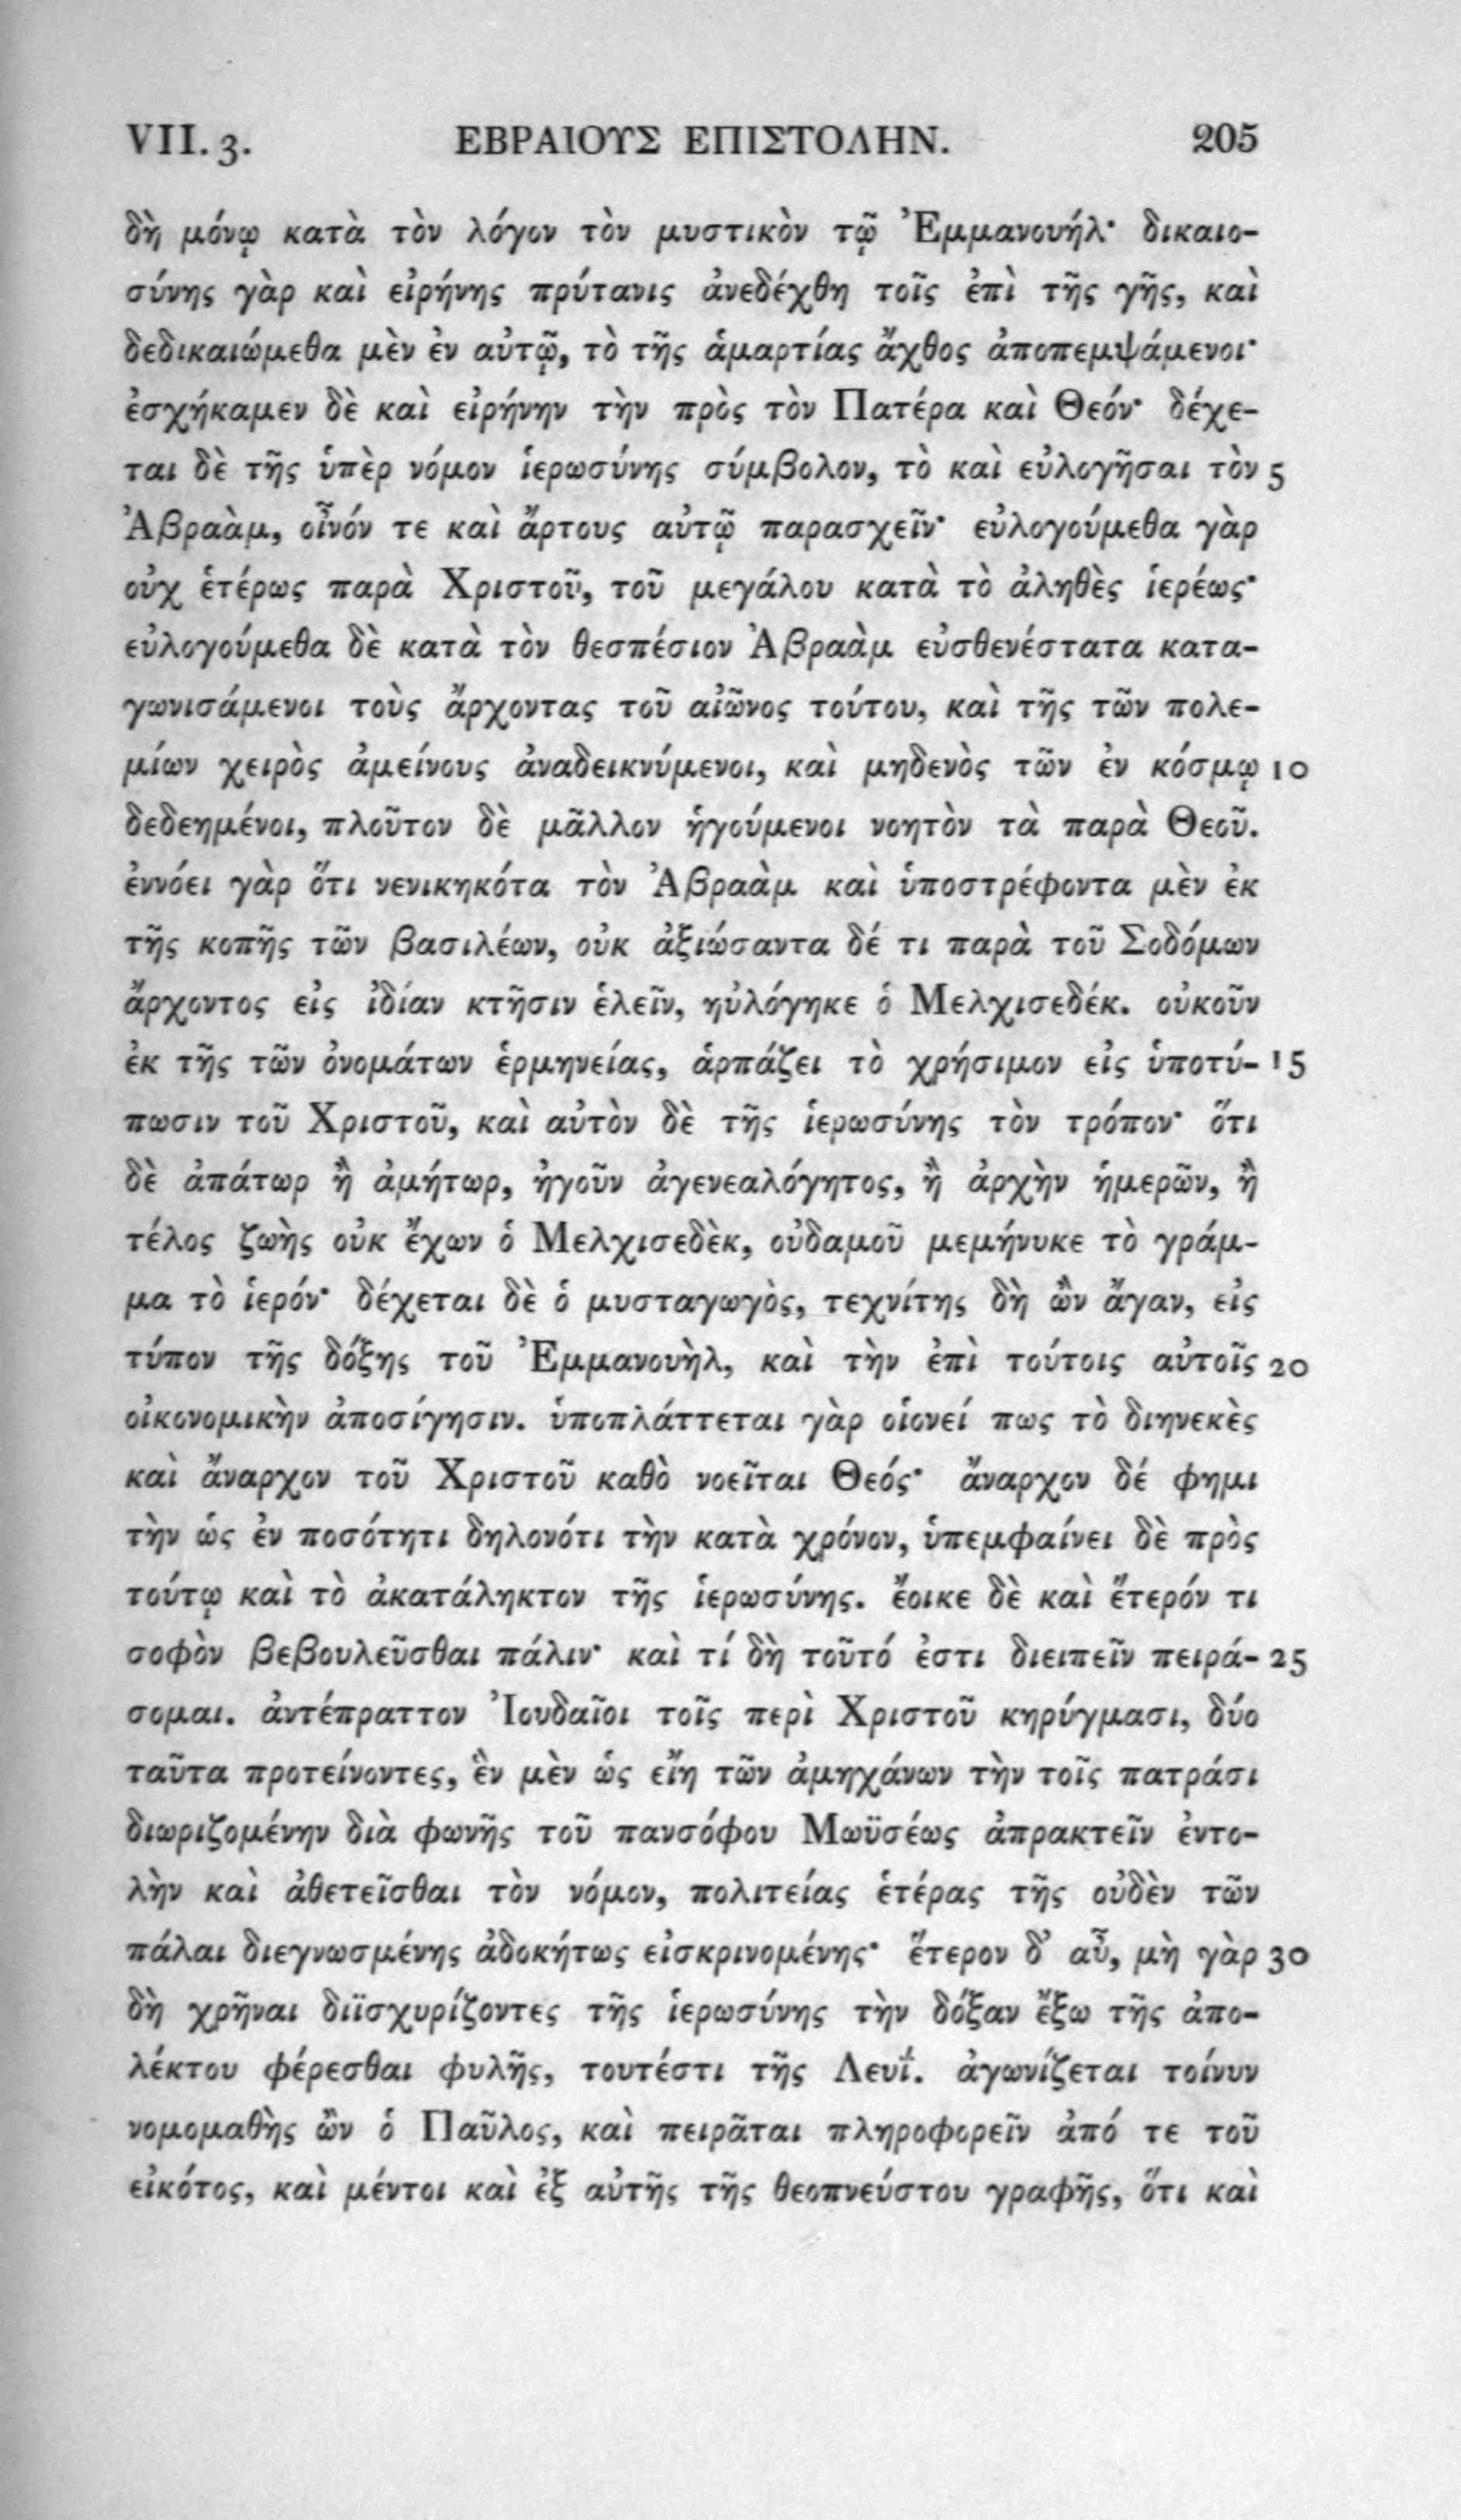 VII. 3. ΕΒΡΑΙΟΥΣ ΕΠΙΣΤΟΛΗΝ. 205
δὴ μόνῳ κατὰ τὸν λόγον τὸν μυστικὸν τῷ Ἐμμανουήλ· δικαιο-
σύνης γὰρ καὶ εἰρήνης πρύτανις ἀνεδέχθη τοῖς ἐπὶ τῆς γῆς, καὶ
δεδικαιώμεθα μὲν ἐν αὐτῷ, τὸ τῆς ἁμαρτίας ἄχθος ἀποπεμψάμενοι·
ἐσχήκαμεν δὲ καὶ εἰρήνην τὴν πρὸς τὸν Πατέρα καὶ Θεόν· δέχε-
ται δὲ τῆς ὑπὲρ νόμον ἱερωσύνης σύμβολον, τὸ καὶ εὐλογῆσαι τὸν 5
Ἀβραὰμ, οἶνόν τε καὶ ἄρτους αὐτῷ παρασχεῖν· εὐλογούμεθα γὰρ
οὐχ ἑτέρως παρὰ Χριστοῦ, τοῦ μεγάλου κατὰ τὸ ἀληθὲς ἱερέως·
εὐλογούμεθα δὲ κατὰ τὸν θεσπέσιον Ἀβραὰμ εὐσθενέστατα κατα-
γωνισάμενοι τοὺς ἄρχοντας τοῦ αἰῶνος τούτου, καὶ τῆς τῶν πολε-
μίων χειρὸς ἀμείνους ἀναδεικνύμενοι, καὶ μηδενὸς τῶν ἐν κόσμῳ 10
δεδεημένοι, πλοῦτον δὲ μᾶλλον ἡγούμενοι νοητὸν τὰ παρὰ Θεοῦ.
ἐννόει γὰρ ὅτι νενικηκότα τὸν Ἀβραὰμ καὶ ὑποστρέφοντα μὲν ἐκ
τῆς κοπῆς τῶν βασιλέων, οὐκ ἀξιώσαντα δέ τι παρὰ τοῦ Σοδόμων
ἄρχοντος εἰς ἰδίαν κτῆσιν ἑλεῖν, ηὐλόγηκε ὁ Μελχισεδέκ. οὐκοῦν
ἐκ τῆς τῶν ὀνομάτων ἑρμηνείας, ἁρπάζει τὸ χρήσιμον εἰς ὑποτύ- 15
πωσιν τοῦ Χριστοῦ, καὶ αὐτὸν δὲ τῆς ἱερωσύνης τὸν τρόπον· ὅτι
δὲ ἀπάτωρ ἢ ἀμήτωρ, ἠγοῦν ἀγενεαλόγητος, ἢ ἀρχὴν ἡμερῶν, ἢ
τέλος ζωὴς οὐκ ἔχων ὁ Μελχισεδὲκ, οὐδαμοῦ μεμήνυκε τὸ γράμ-
μα τὸ ἱερόν· δέχεται δὲ ὁ μυσταγωγὸς, τεχνίτης δὴ ὢν ἄγαν, εἰς
τύπον τῆς δόξης τοῦ Ἐμμανουὴλ, καὶ τὴν ἐπὶ τούτοις αὐτοῖς 20
οἰκονομικὴν ἀποσίγησιν. ὑποπλάττεται γὰρ οἱονεί πως τὸ διηνεκὲς
καὶ ἄναρχον τοῦ Χριστοῦ καθὸ νοεῖται Θεός· ἄναρχον δέ φημι
τὴν ὡς ἐν ποσότητι δηλονότι τὴν κατὰ χρόνον, ὑπεμφαίνει δὲ πρὸς
τούτῳ καὶ τὸ ἀκατάληκτον τῆς ἱερωσύνης. ἔοικε δὲ καὶ ἕτερόν τι
σοφὸν βεβουλεῦσθαι πάλιν· καὶ τί δὴ τοῦτό ἐστι διειπεῖν πειρά- 25
σομαι. ἀντέπραττον Ἰουδαῖοι τοῖς περὶ Χριστοῦ κηρύγμασι, δύο
ταῦτα προτείνοντες, ἓν μὲν ὡς εἴη τῶν ἀμηχάνων τὴν τοῖς πατράσι
διωριζομένην διὰ φωνῆς τοῦ πανσόφου Μωϋσέως ἀπρακτεῖν ἐντο-
λὴν καὶ ἀθετεῖσθαι τὸν νόμον, πολιτείας ἑτέρας τῆς οὐδὲν τῶν
πάλαι διεγνωσμένης ἀδοκήτως εἰσκρινομένης· ἕτερον δ' αὖ, μὴ γὰρ 30
δὴ χρῆναι διϊσχυρίζοντες τῆς ἱερωσύνης τὴν δόξαν ἔξω τῆς ἀπο-
λέκτου φέρεσθαι φυλῆς, τουτέστι τῆς Λευΐ. ἀγωνίζεται τοίνυν
νομομαθὴς ὢν ὁ Παῦλος, καὶ πειρᾶται πληροφορεῖν ἀπό τε τοῦ
εἰκότος, καὶ μέντοι καὶ ἐξ αὐτῆς τῆς θεοπνεύστου γραφῆς, ὅτι καὶ